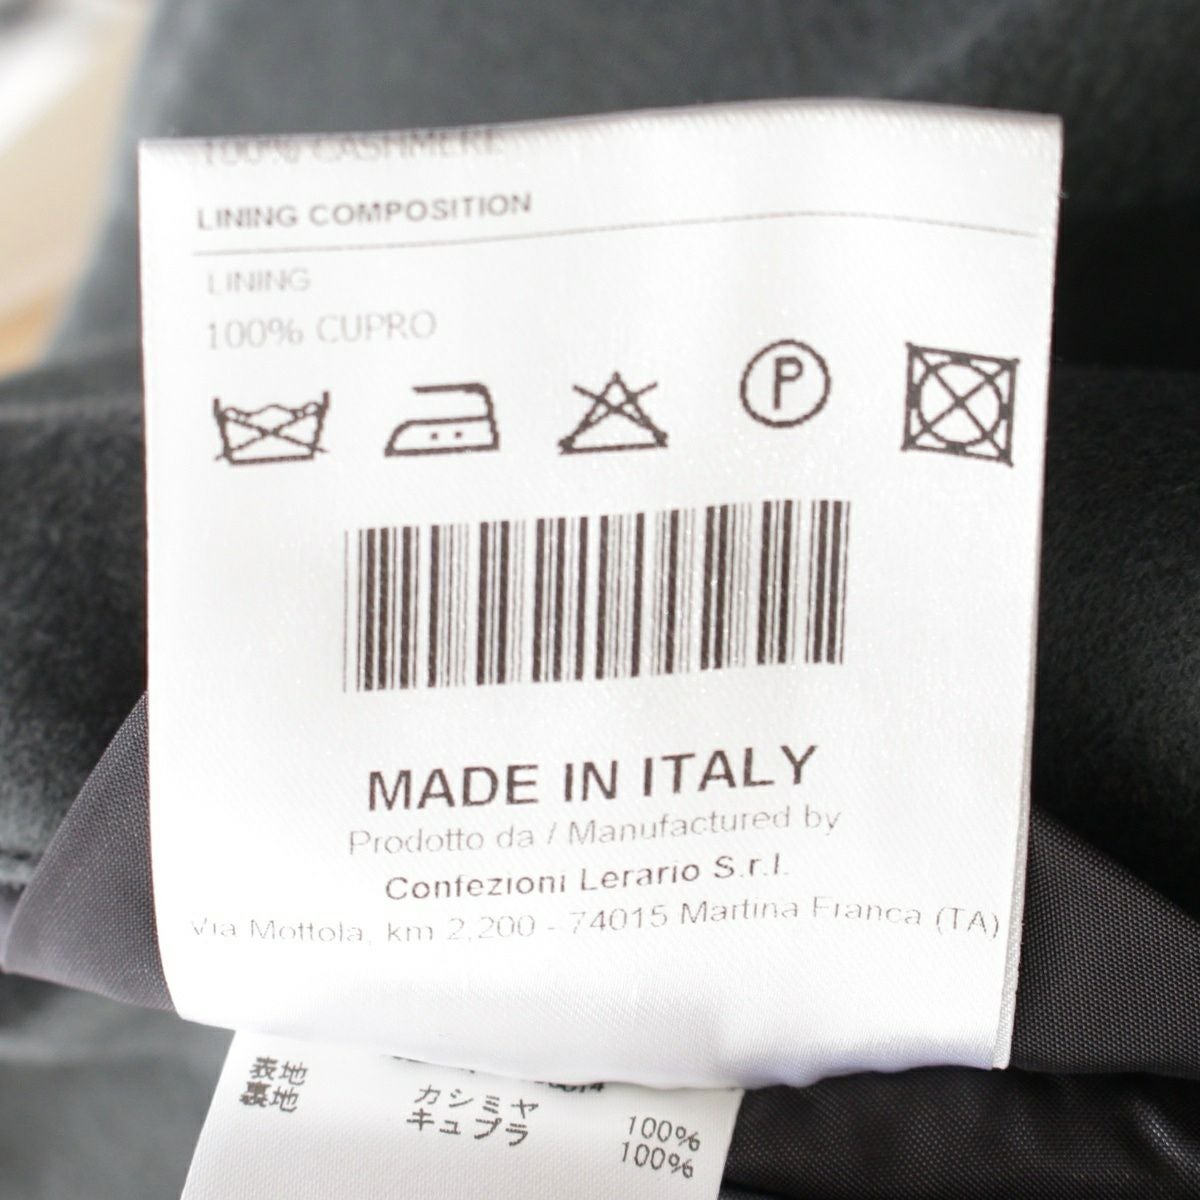 100% CASHMERE
LINING COMPOSITION
LINING
100% CUPRO
P
MADE IN ITALY
Prodotto da / Manufactured by
Confezioni Lerario S.r.l.
Via Mottola, km 2,200 - 74015 Martina Franca (TA)
表地 カシミヤ 100%
裏地 キュプラ 100%